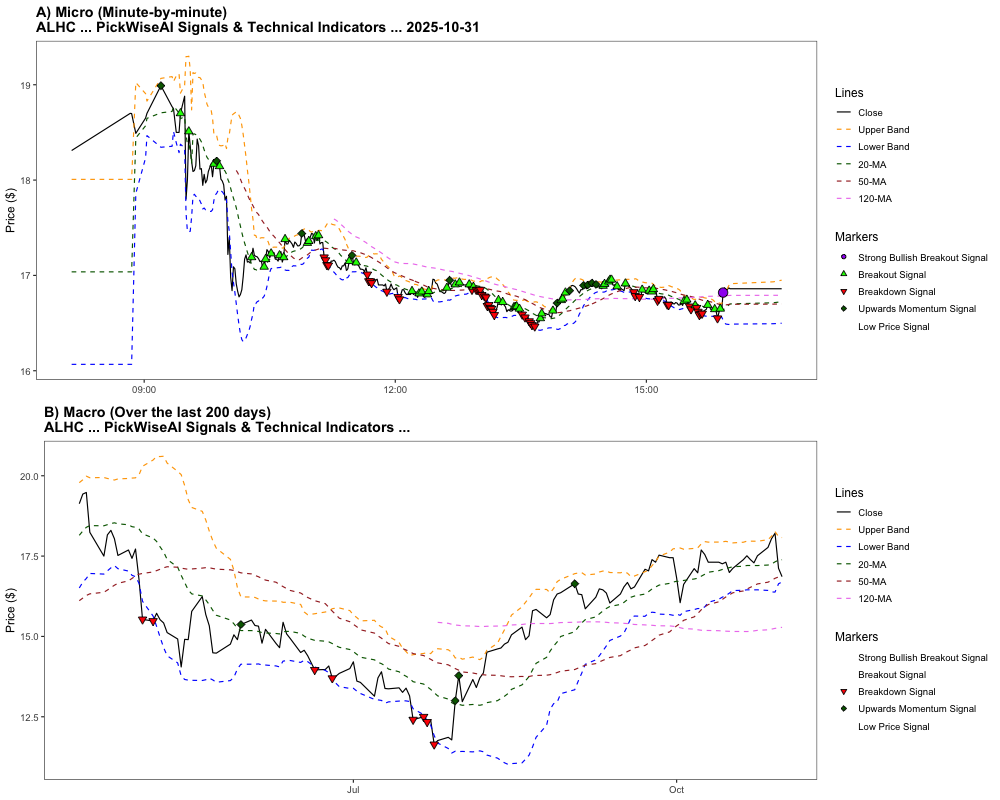 A) Micro (Minute-by-minute)
ALHC ... PickWiseAI Signals & Technical Indicators ... 2025-10-31
Price ($)
19
18
17
16
09:00
12:00
15:00
Lines
Close
Upper Band
Lower Band
20-MA
50-MA
120-MA
Markers
Strong Bullish Breakout Signal
Breakout Signal
Breakdown Signal
Upwards Momentum Signal
Low Price Signal
B) Macro (Over the last 200 days)
ALHC ... PickWiseAI Signals & Technical Indicators ...
Price ($)
20.0
17.5
15.0
12.5
Jul
Oct
Lines
Close
Upper Band
Lower Band
20-MA
50-MA
120-MA
Markers
Strong Bullish Breakout Signal
Breakout Signal
Breakdown Signal
Upwards Momentum Signal
Low Price Signal